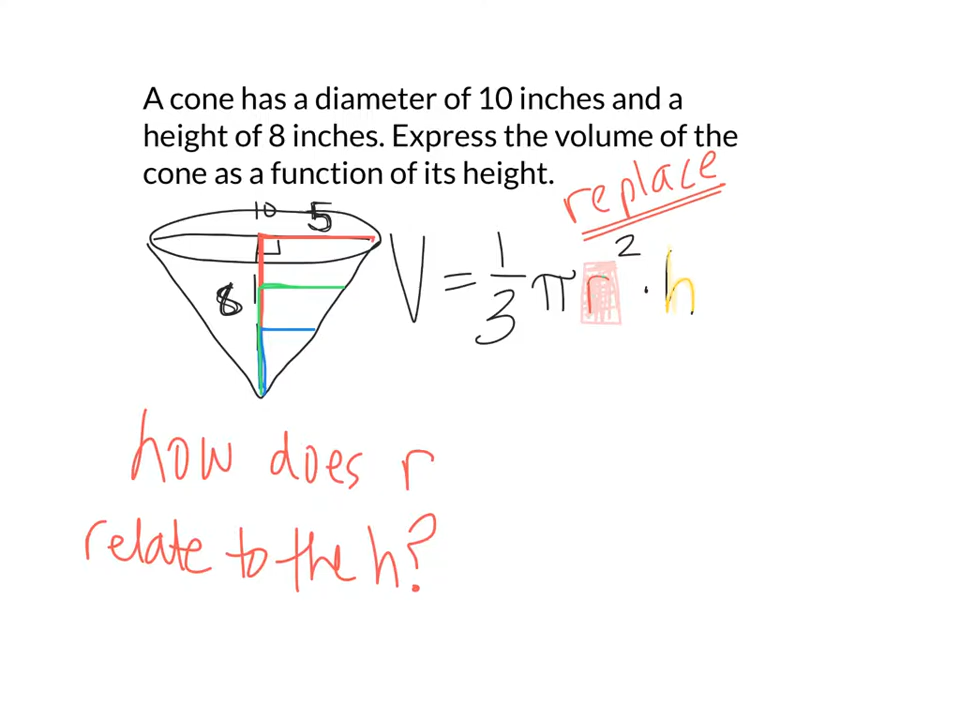 A cone has a diameter of 10 inches and a
height of 8 inches. Express the volume of the
cone as a function of its height.
replace
10 5
8
V = 1/3 πr² · h
how does r
relate to the h?